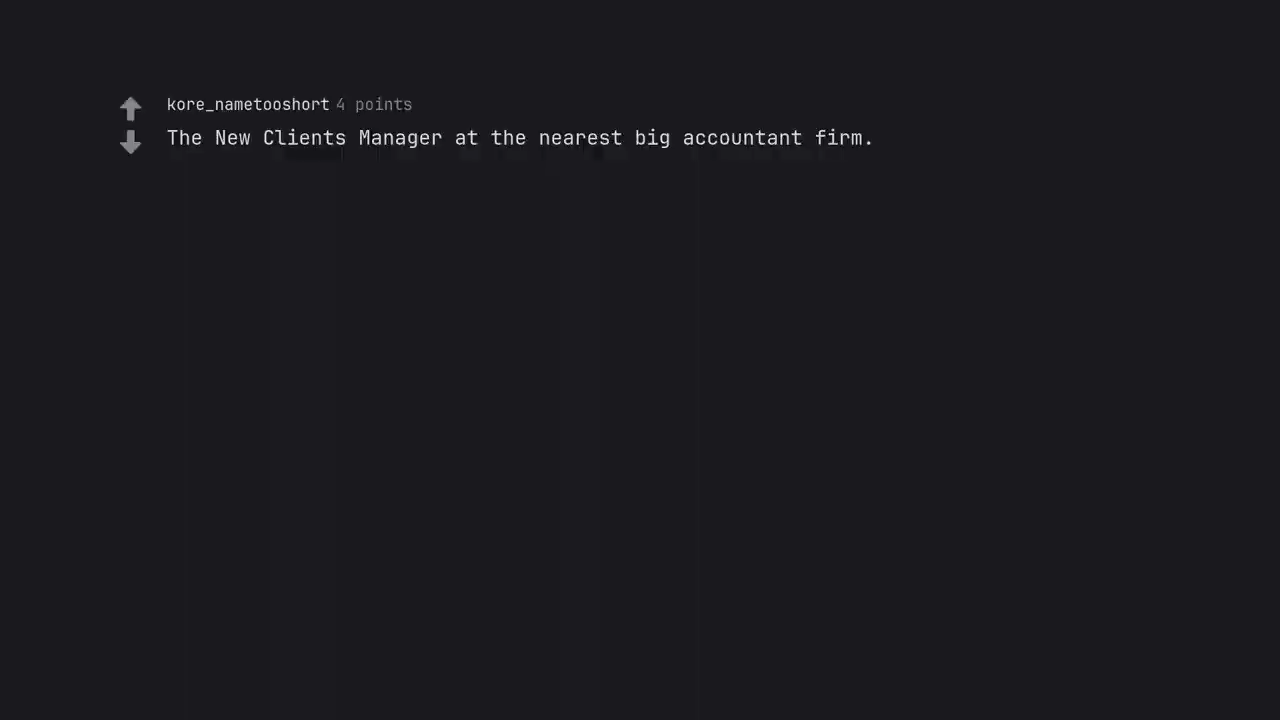 kore_nametooshort 4 points
The New Clients Manager at the nearest big accountant firm.